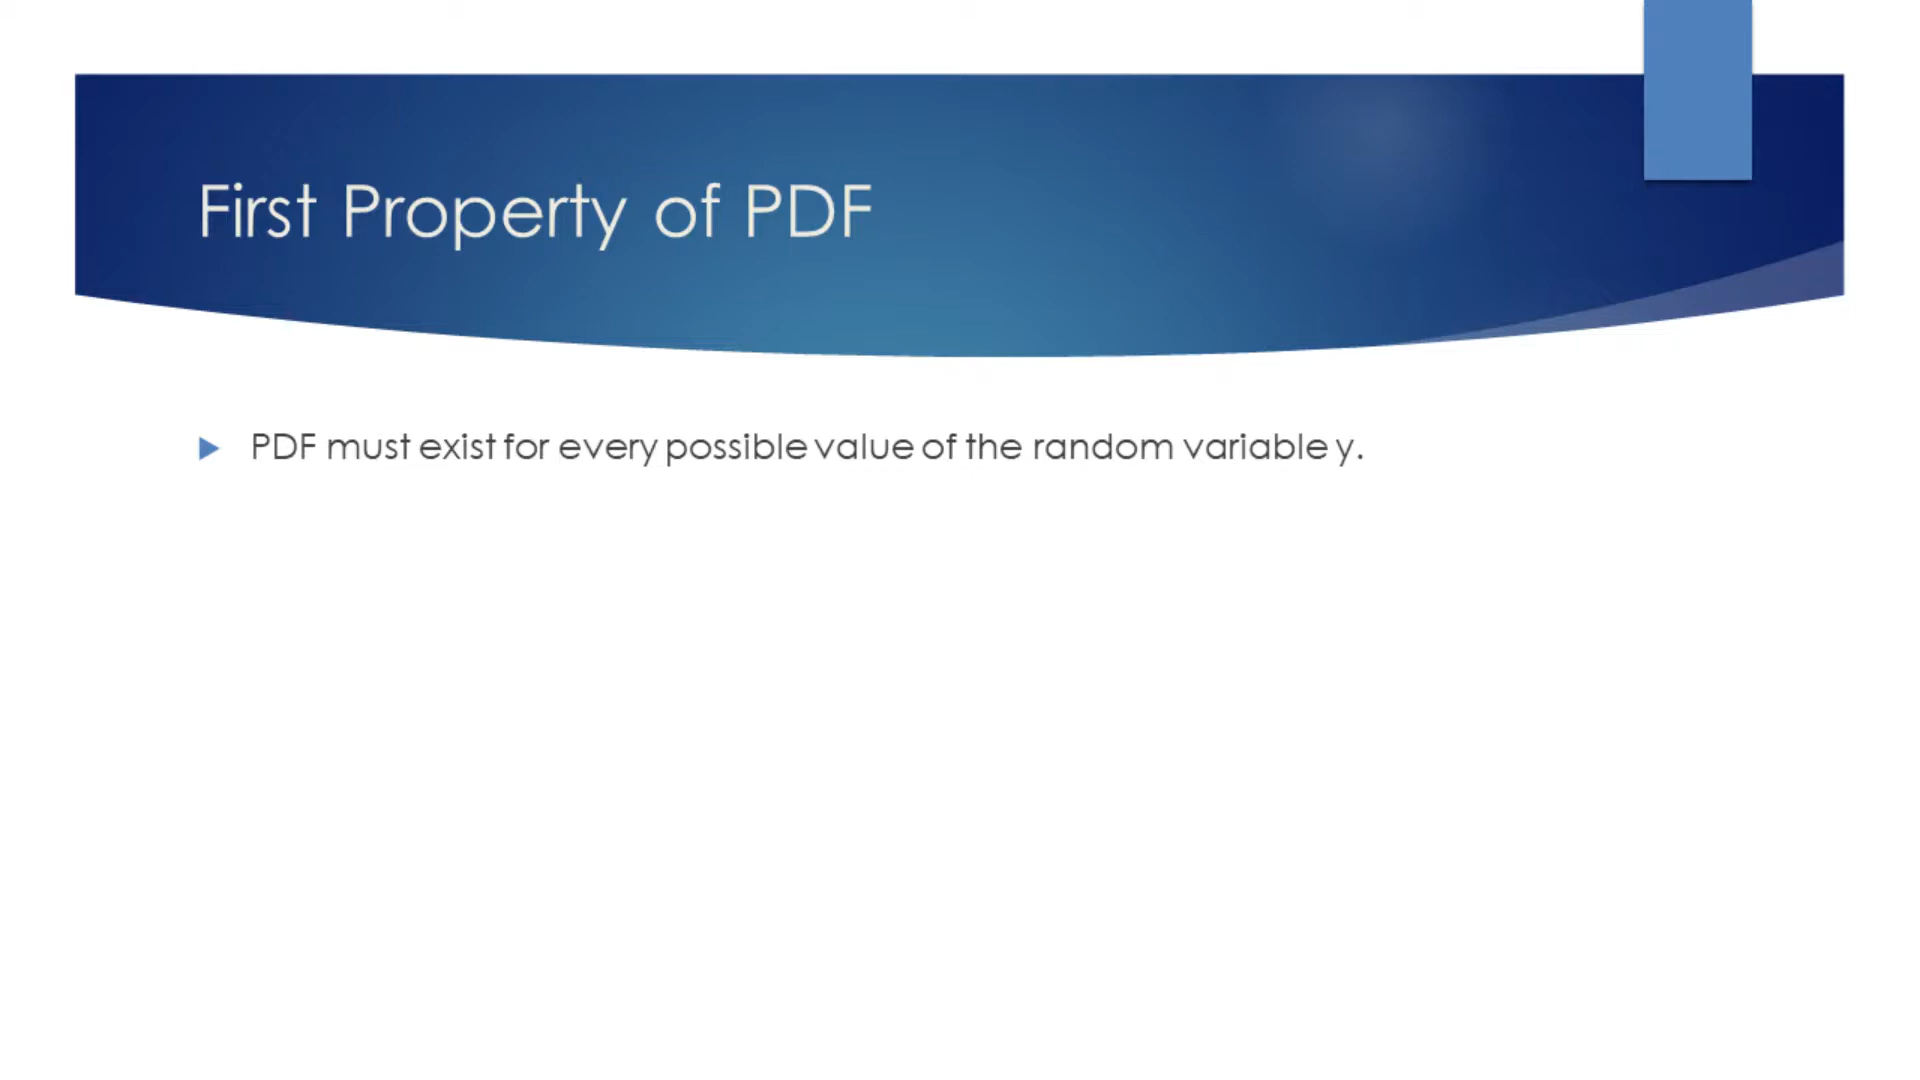 First Property of PDF
PDF must exist for every possible value of the random variable y.